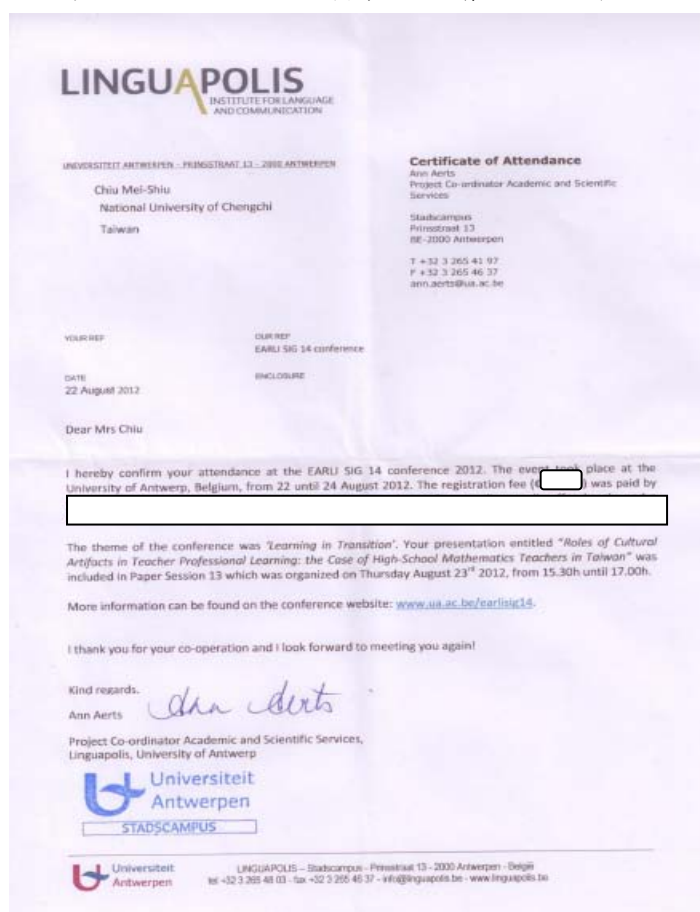 LINGUAPOLIS
INSTITUTE FOR LANGUAGE
AND COMMUNICATION
UNIVERSITEIT ANTWERPEN - PRINSSTRAAT 13 - 2000 ANTWERPEN
Chiu Mei-Shiu
National University of Chengchi
Taiwan
Certificate of Attendance
Ann Aerts
Project Co-ordinator Academic and Scientific
Services
Stadscampus
Prinsstraat 13
BE-2000 Antwerpen
T +32 3 265 41 97
F +32 3 265 46 37
ann.aerts@ua.ac.be
YOUR REF
OUR REF
EARLI SIG 14 conference
DATE
22 August 2012
ENCLOSURE
Dear Mrs Chiu
I hereby confirm your attendance at the EARLI SIG 14 conference 2012. The event took place at the
University of Antwerp, Belgium, from 22 until 24 August 2012. The registration fee ( ) was paid by
The theme of the conference was 'Learning in Transition'. Your presentation entitled "Roles of Cultural
Artifacts in Teacher Professional Learning: the Case of High-School Mathematics Teachers in Taiwan" was
included in Paper Session 13 which was organized on Thursday August 23rd 2012, from 15.30h until 17.00h.
More information can be found on the conference website: www.ua.ac.be/earlisig14.
I thank you for your co-operation and I look forward to meeting you again!
Kind regards,
Ann Aerts
Ann Aerts
Project Co-ordinator Academic and Scientific Services,
Linguapolis, University of Antwerp
Universiteit
Antwerpen
STADSCAMPUS
Universiteit
Antwerpen
LINGUAPOLIS – Stadscampus - Prinsstraat 13 - 2000 Antwerpen - België
tel. +32 3 265 48 03 - fax +32 3 265 46 37 - info@linguapolis.be - www.linguapolis.be